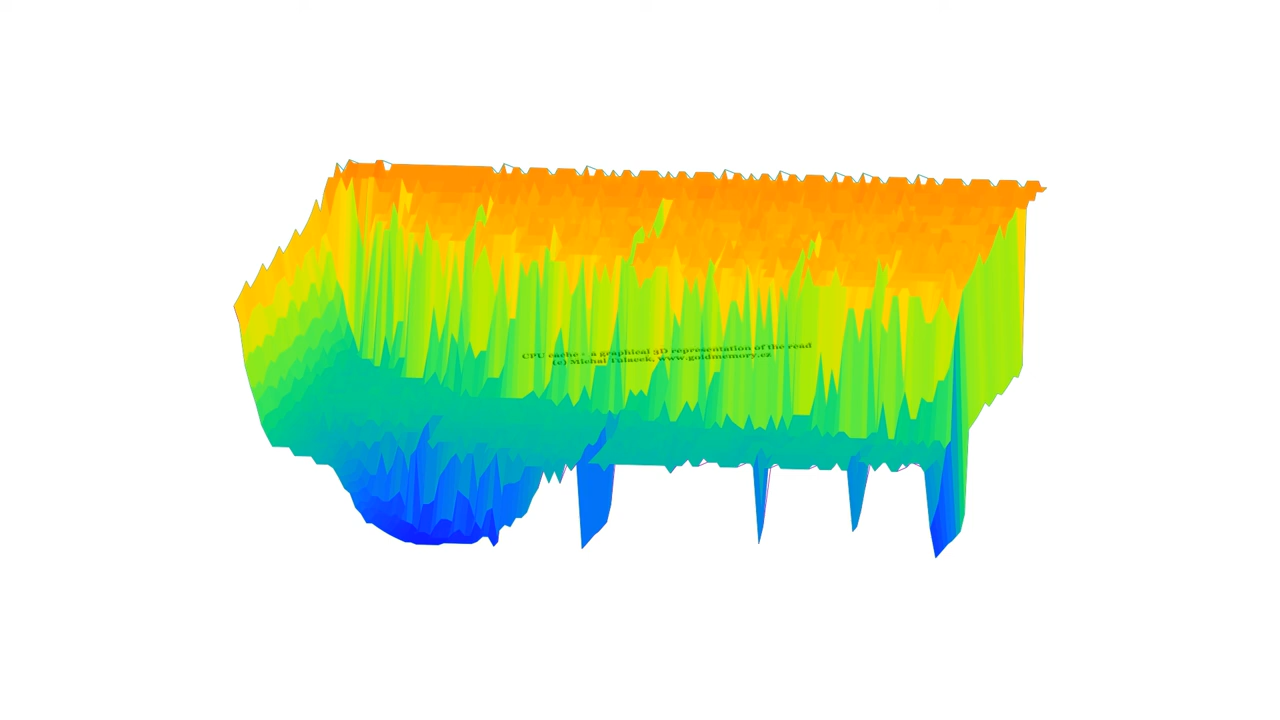 CPU cache - a graphical 3D representation of the read
(c) Michal Tulacek, www.goldmemory.cz